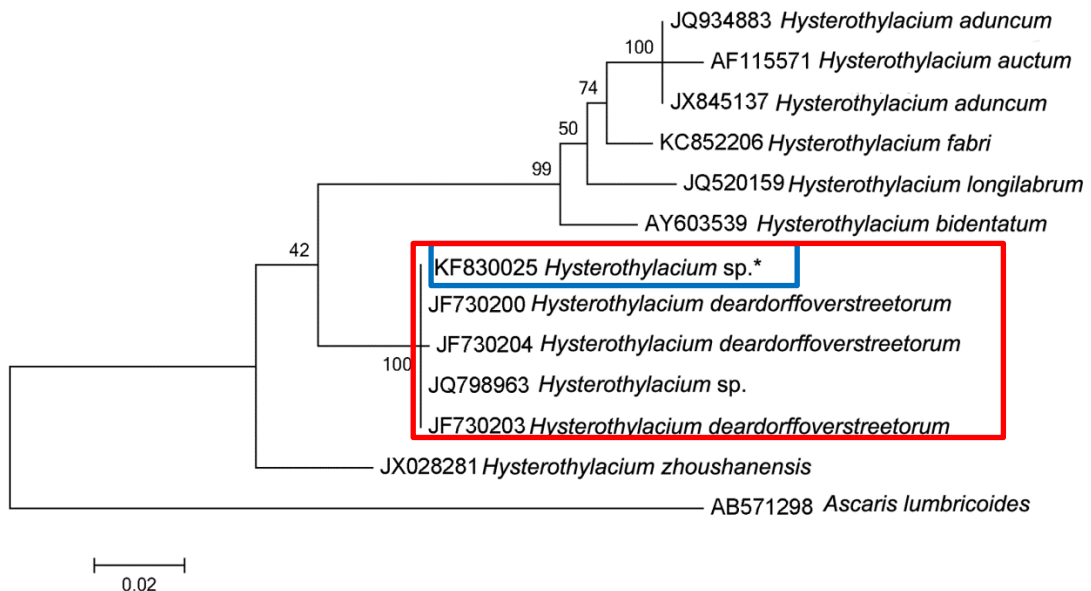 JQ934883 Hysterothylacium aduncum
100
AF115571 Hysterothylacium auctum
74
JX845137 Hysterothylacium aduncum
50
KC852206 Hysterothylacium fabri
99
JQ520159 Hysterothylacium longilabrum
AY603539 Hysterothylacium bidentatum
42
KF830025 Hysterothylacium sp.*
JF730200 Hysterothylacium deardorffoverstreetorum
JF730204 Hysterothylacium deardorffoverstreetorum
100
JQ798963 Hysterothylacium sp.
JF730203 Hysterothylacium deardorffoverstreetorum
JX028281 Hysterothylacium zhoushanensis
AB571298 Ascaris lumbricoides
0.02